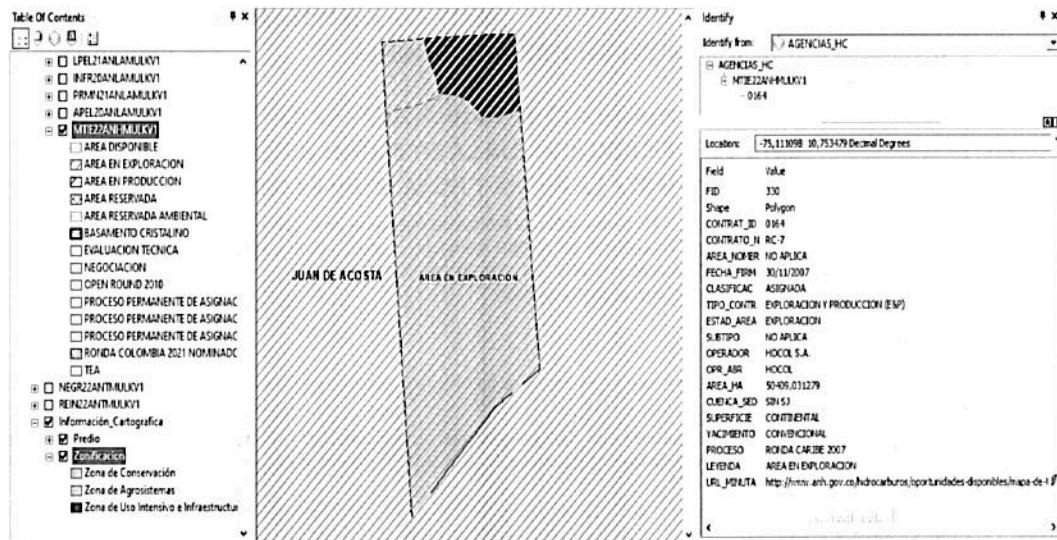 Table Of Contents
LPEL21ANLAMULKV1
INFR20ANLAMULKV1
PRMN21ANLAMULKV1
APEL20ANLAMULKV1
MTIE22ANHMULKV1
AREA DISPONIBLE
AREA EN EXPLORACION
AREA EN PRODUCCION
AREA RESERVADA
AREA RESERVADA AMBIENTAL
BASAMENTO CRISTALINO
EVALUACION TECNICA
NEGOCIACION
OPEN ROUND 2010
PROCESO PERMANENTE DE ASIGNAC
PROCESO PERMANENTE DE ASIGNAC
PROCESO PERMANENTE DE ASIGNAC
RONDA COLOMBIA 2021 NOMINADC
TEA
NEGR22ANTMULKV1
REIN22ANTMULKV1
Información_Cartografica
Predio
Zonificacion
Zona de Conservación
Zona de Agrosistemas
Zona de Uso Intensivo e Infraestructur
JUAN DE ACOSTA
AREA EN EXPLORACION
Identify
Identify from: AGENCIAS_HC
AGENCIAS_HC
MTIE22ANHMULKV1
0164
Location: -75,111098 10,753479 Decimal Degrees
Field Value
FID 330
Shape Polygon
CONTRAT_ID 0164
CONTRATO_N RC-7
AREA_NOMER NO APLICA
FECHA_FIRM 30/11/2007
CLASIFICAC ASIGNADA
TIPO_CONTR EXPLORACION Y PRODUCCION (E&P)
ESTAD_AREA EXPLORACION
SUBTIPO NO APLICA
OPERADOR HOCOL S.A.
OPR_ABR HOCOL
AREA_HA 50409,031279
CUENCA_SED SIN SJ
SUPERFICIE CONTINENTAL
YACIMIENTO CONVENCIONAL
PROCESO RONDA CARIBE 2007
LEYENDA AREA EN EXPLORACION
URL_MINUTA http://www.anh.gov.co/hidrocarburos/oportunidades-disponibles/mapa-de-t